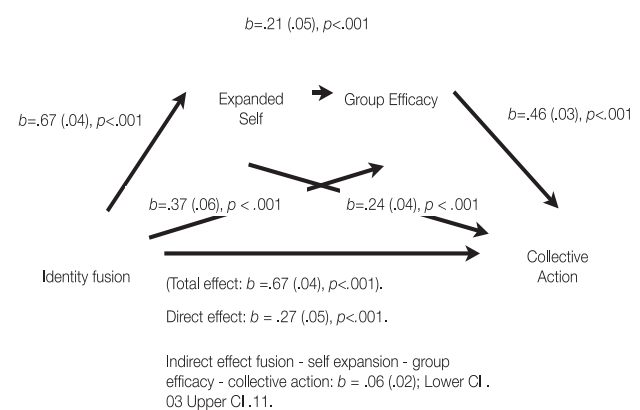 b=.21 (.05), p<.001
Expanded
Self
Group Efficacy
b=.67 (.04), p<.001
b=.46 (.03), p<.001
b=.37 (.06), p < .001
b=.24 (.04), p < .001
Identity fusion
Collective
Action
(Total effect: b =.67 (.04), p<.001).
Direct effect: b = .27 (.05), p<.001.
Indirect effect fusion - self expansion - group
efficacy - collective action: b = .06 (.02); Lower CI .
03 Upper CI .11.